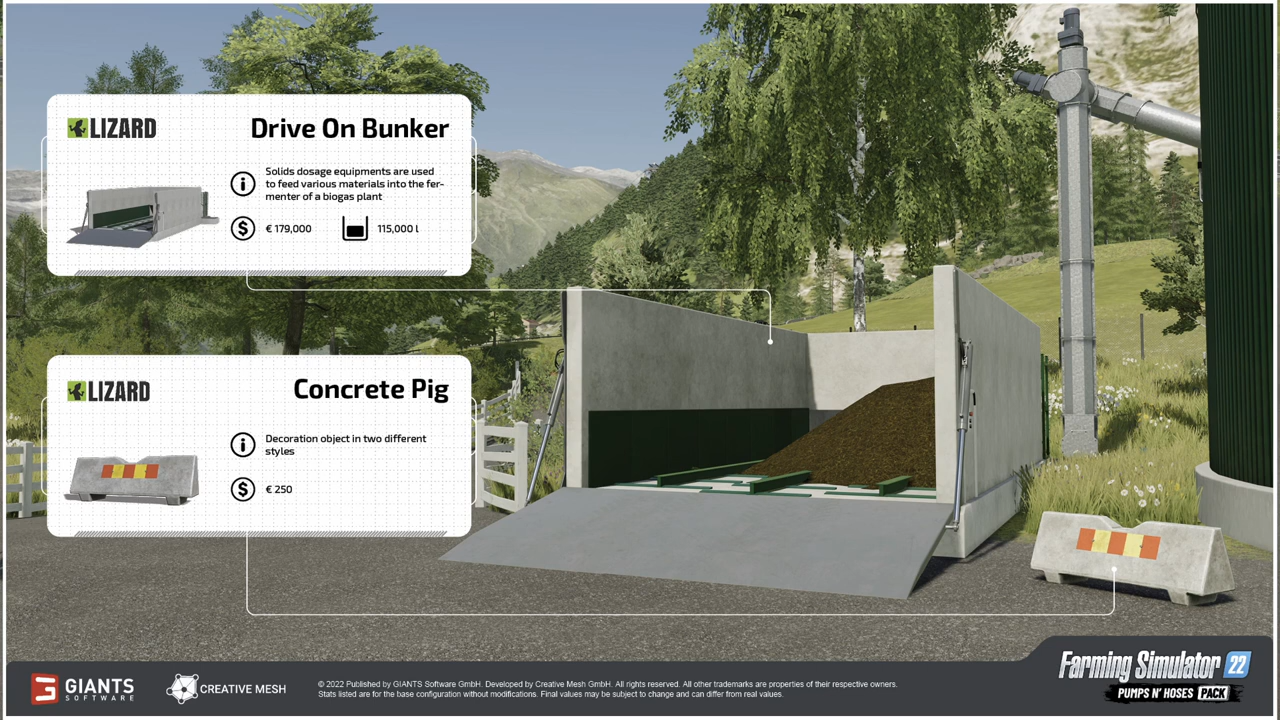 LIZARD
Drive On Bunker
Solids dosage equipments are used
to feed various materials into the fer-
menter of a biogas plant
€ 179,000
115,000 l
LIZARD
Concrete Pig
Decoration object in two different
styles
€ 250
GIANTS
SOFTWARE
CREATIVE MESH
© 2022 Published by GIANTS Software GmbH. Developed by Creative Mesh GmbH. All rights reserved. All other trademarks are properties of their respective owners.
Stats listed are for the base configuration without modifications. Final values may be subject to change and can differ from real values.
Farming Simulator 22
PUMPS N' HOSES PACK